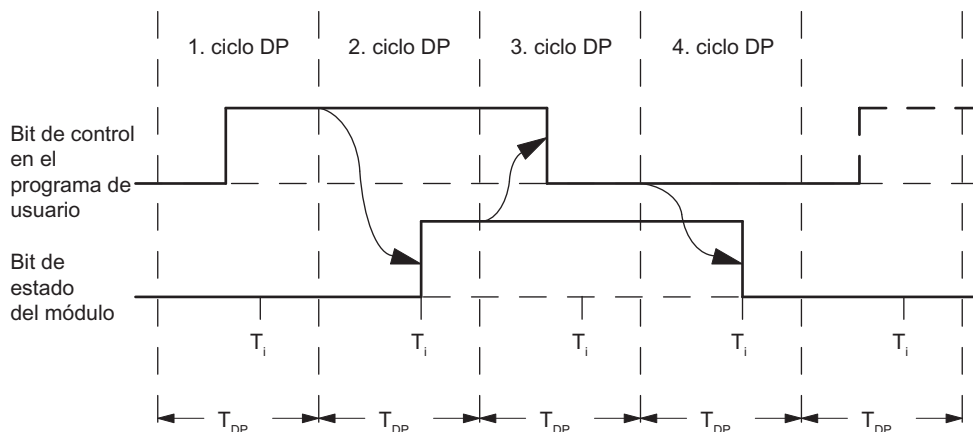 1. ciclo DP 2. ciclo DP 3. ciclo DP 4. ciclo DP
Bit de control
en el
programa de
usuario
Bit de
estado
del módulo
Ti Ti Ti Ti Ti
TDP TDP TDP TDP TDP